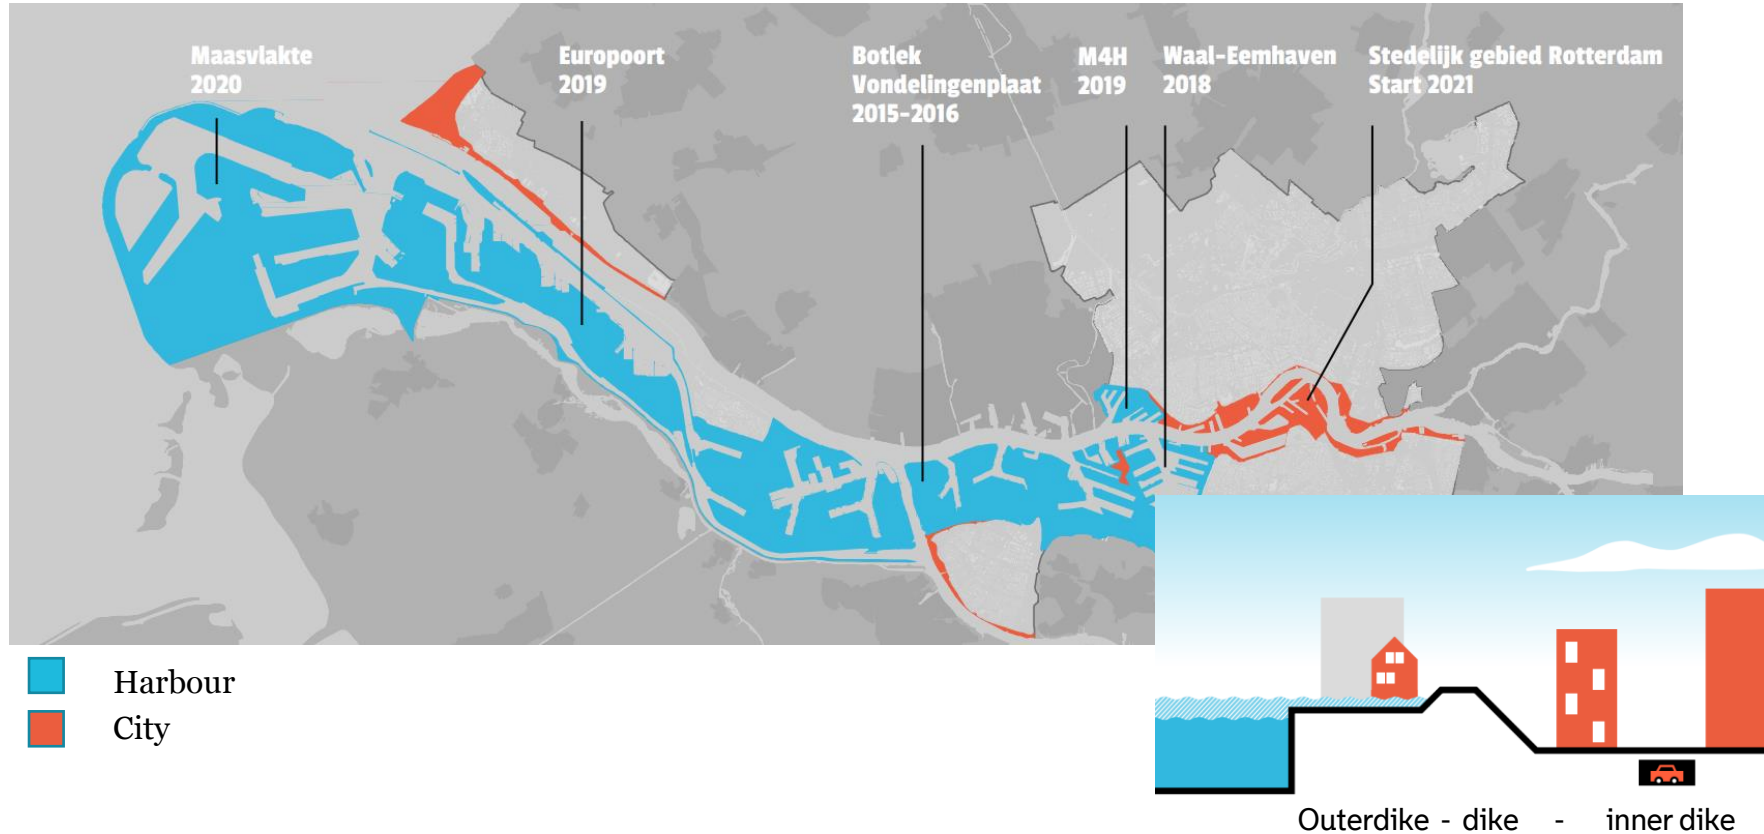 Maasvlakte
2020
Europoort
2019
Botlek
Vondelingenplaat
2015-2016
M4H
2019
Waal-Eemhaven
2018
Stedelijk gebied Rotterdam
Start 2021
Harbour
City
Outerdike - dike - inner dike